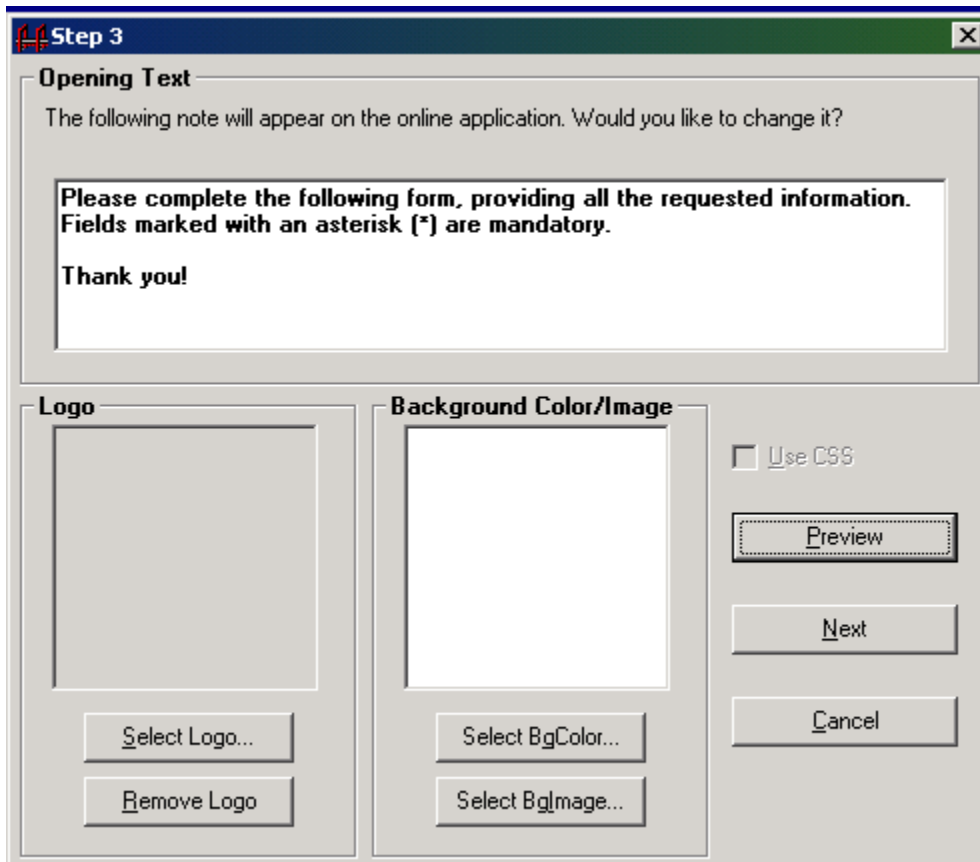 Step 3
Opening Text
The following note will appear on the online application. Would you like to change it?
Please complete the following form, providing all the requested information.
Fields marked with an asterisk (*) are mandatory.
Thank you!
Logo
Background Color/Image
Use CSS
Preview
Next
Cancel
Select Logo...
Remove Logo
Select BgColor...
Select BgImage...